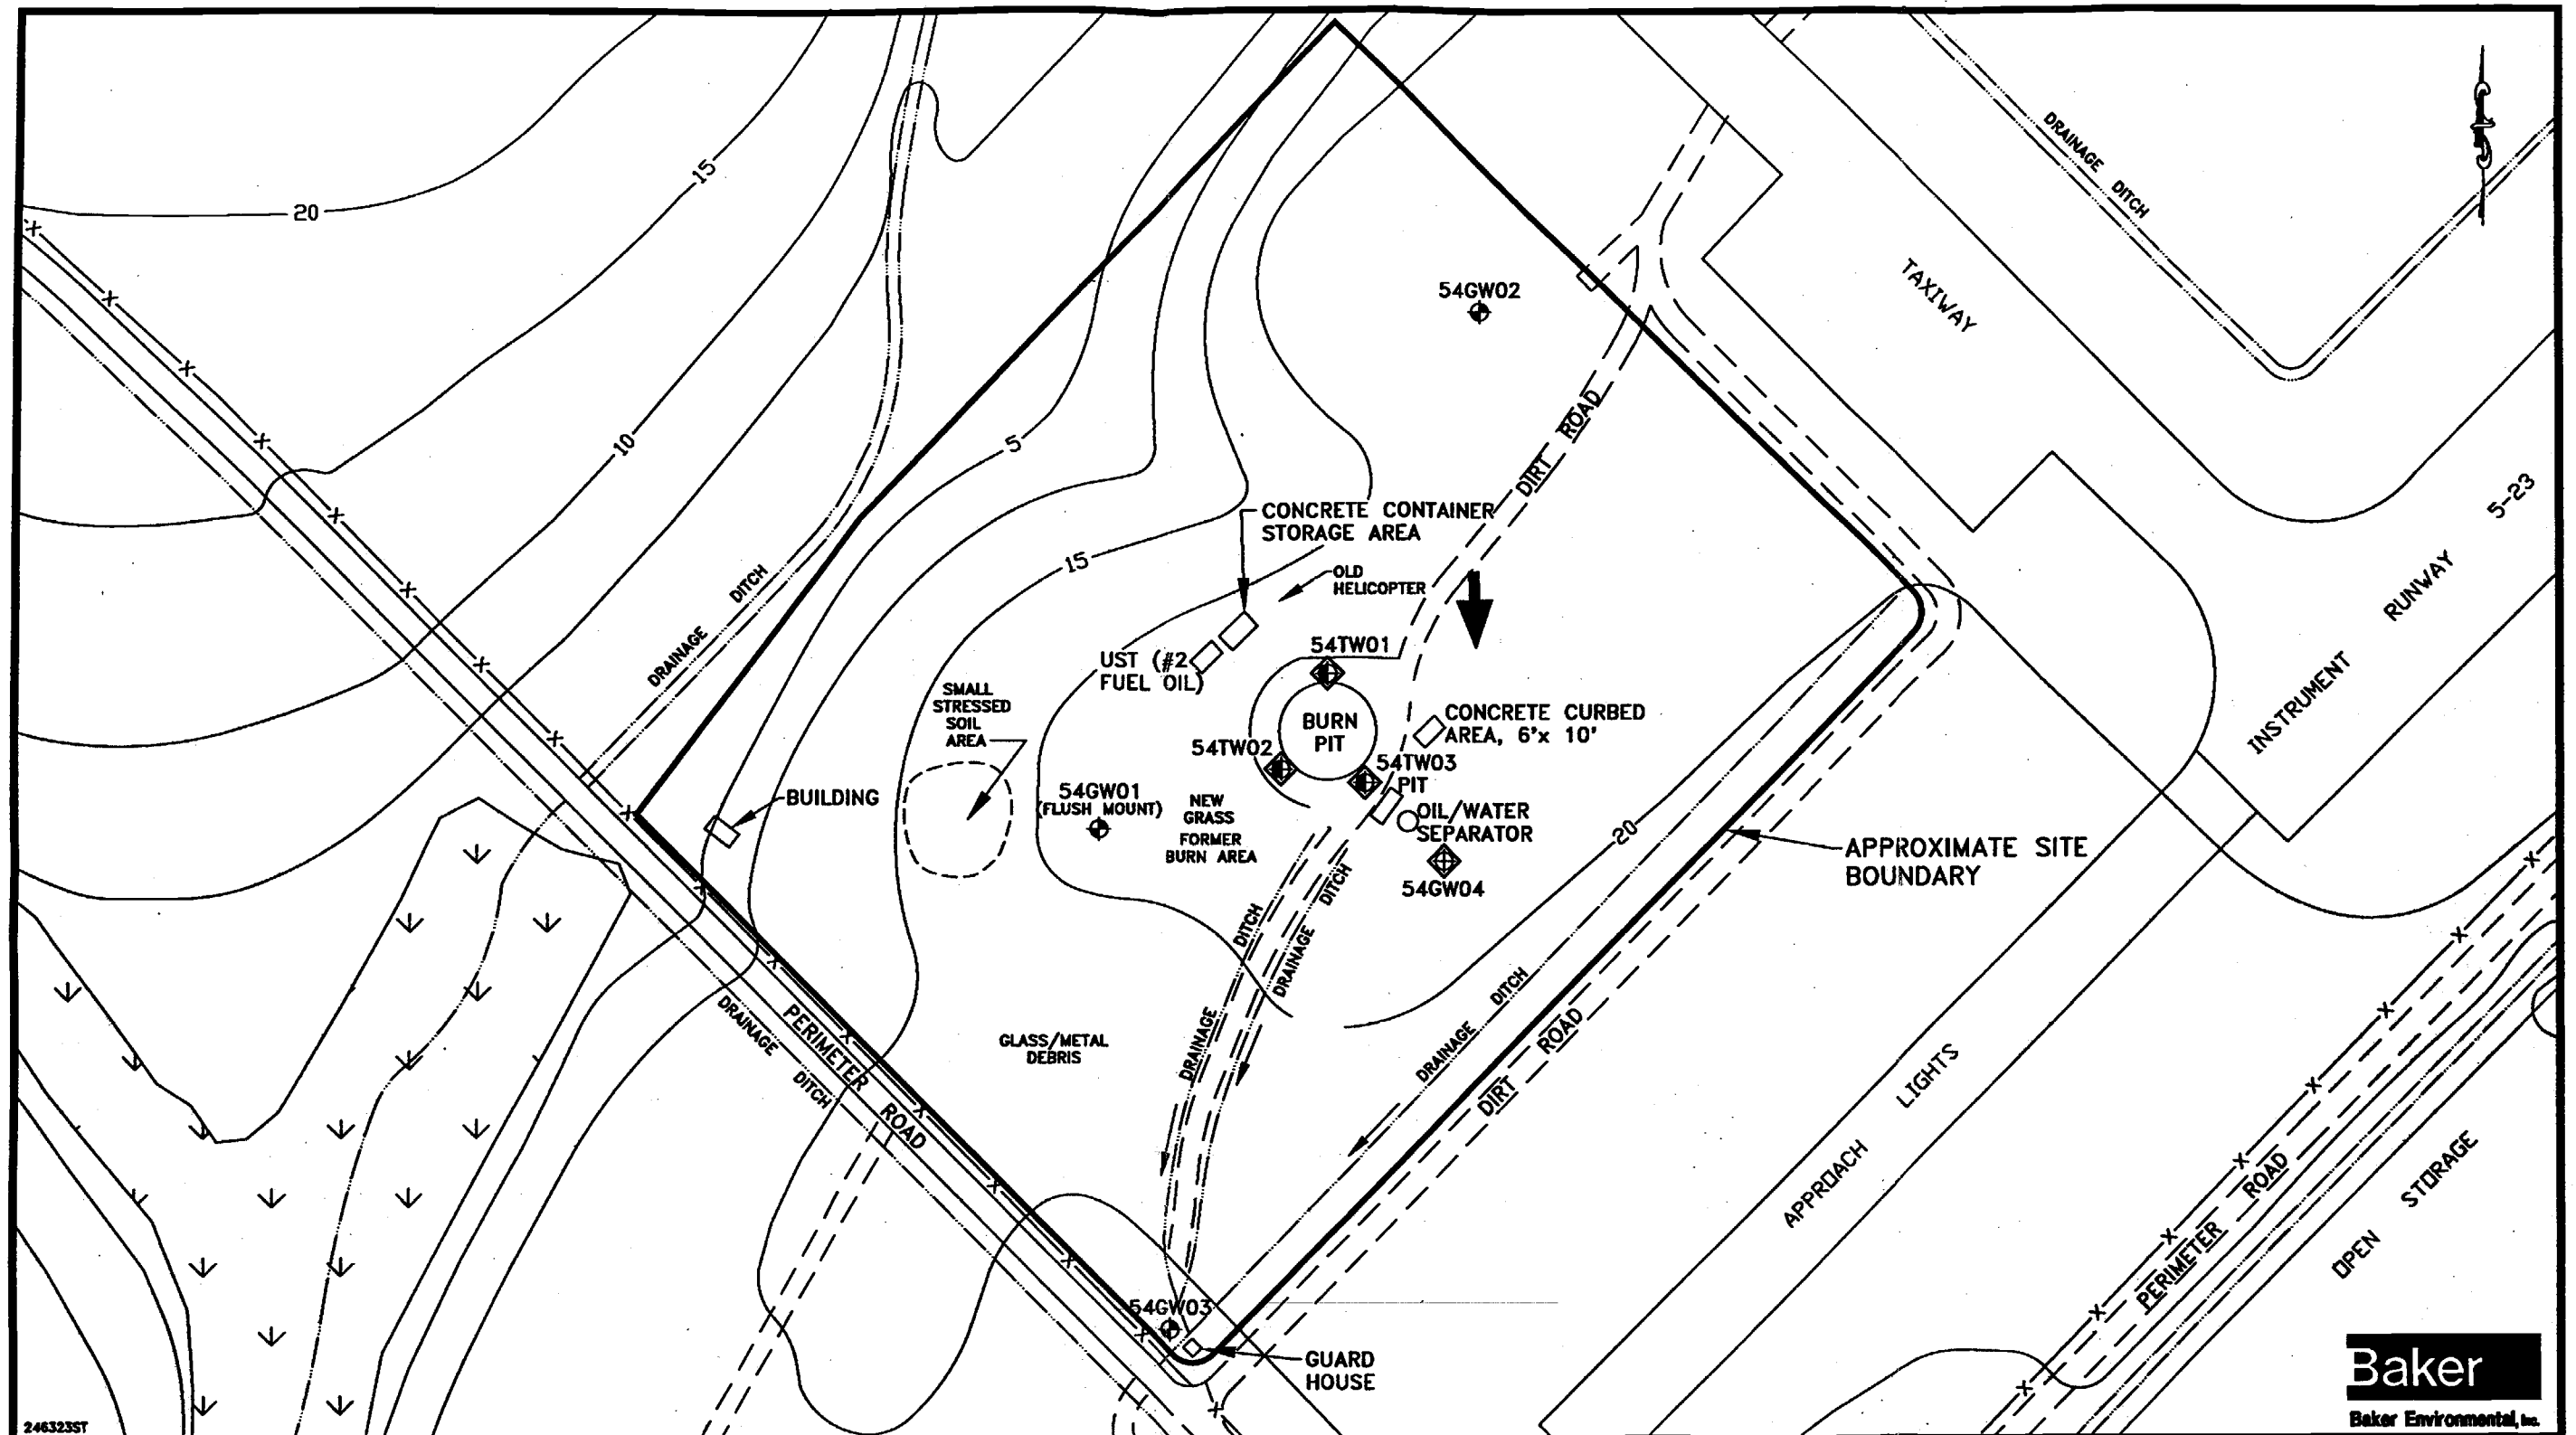 DRAINAGE DITCH
20
15
10
5
54GW02
TAXIWAY
DIRT ROAD
5-23
RUNWAY
INSTRUMENT
CONCRETE CONTAINER
STORAGE AREA
OLD
HELICOPTER
15
DRAINAGE DITCH
54TW01
UST (#2
FUEL OIL)
SMALL
STRESSED
SOIL
AREA
BURN
PIT
CONCRETE CURBED
AREA, 6'x 10'
54TW02
54TW03
PIT
BUILDING
54GW01
(FLUSH MOUNT)
NEW
GRASS
FORMER
BURN AREA
OIL/WATER
SEPARATOR
54GW04
20
APPROXIMATE SITE
BOUNDARY
DRAINAGE DITCH
DRAINAGE DITCH
DRAINAGE DITCH
DIRT ROAD
GLASS/METAL
DEBRIS
PERIMETER ROAD
DRAINAGE DITCH
APPROACH LIGHTS
PERIMETER ROAD
OPEN STORAGE
54GW03
GUARD
HOUSE
Baker
Baker Environmental, Inc.
246323ST